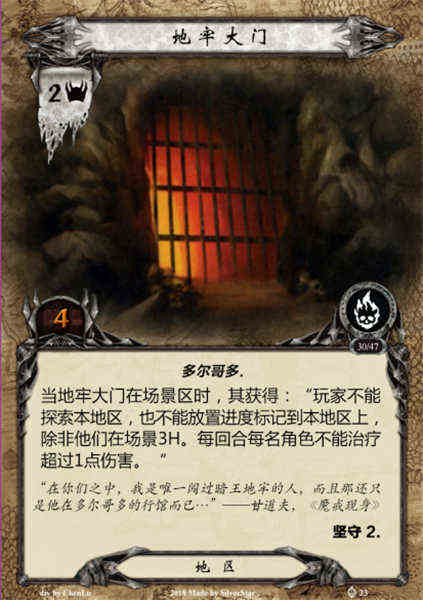 地牢大门
2
4
30/47
多尔哥多.
当地牢大门在场景区时，其获得：“玩家不能
探索本地区，也不能放置进度标记到本地区上，
除非他们在场景3H。每回合每名角色不能治疗
超过1点伤害。“
“在你们之中，我是唯一闯过暗王地牢的人，而且那还只
是他在多尔哥多的行馆而已…”——甘道夫，《魔戒现身》
坚守 2.
地 区
diy by ChenLu
2018 Made by SilverStar
33